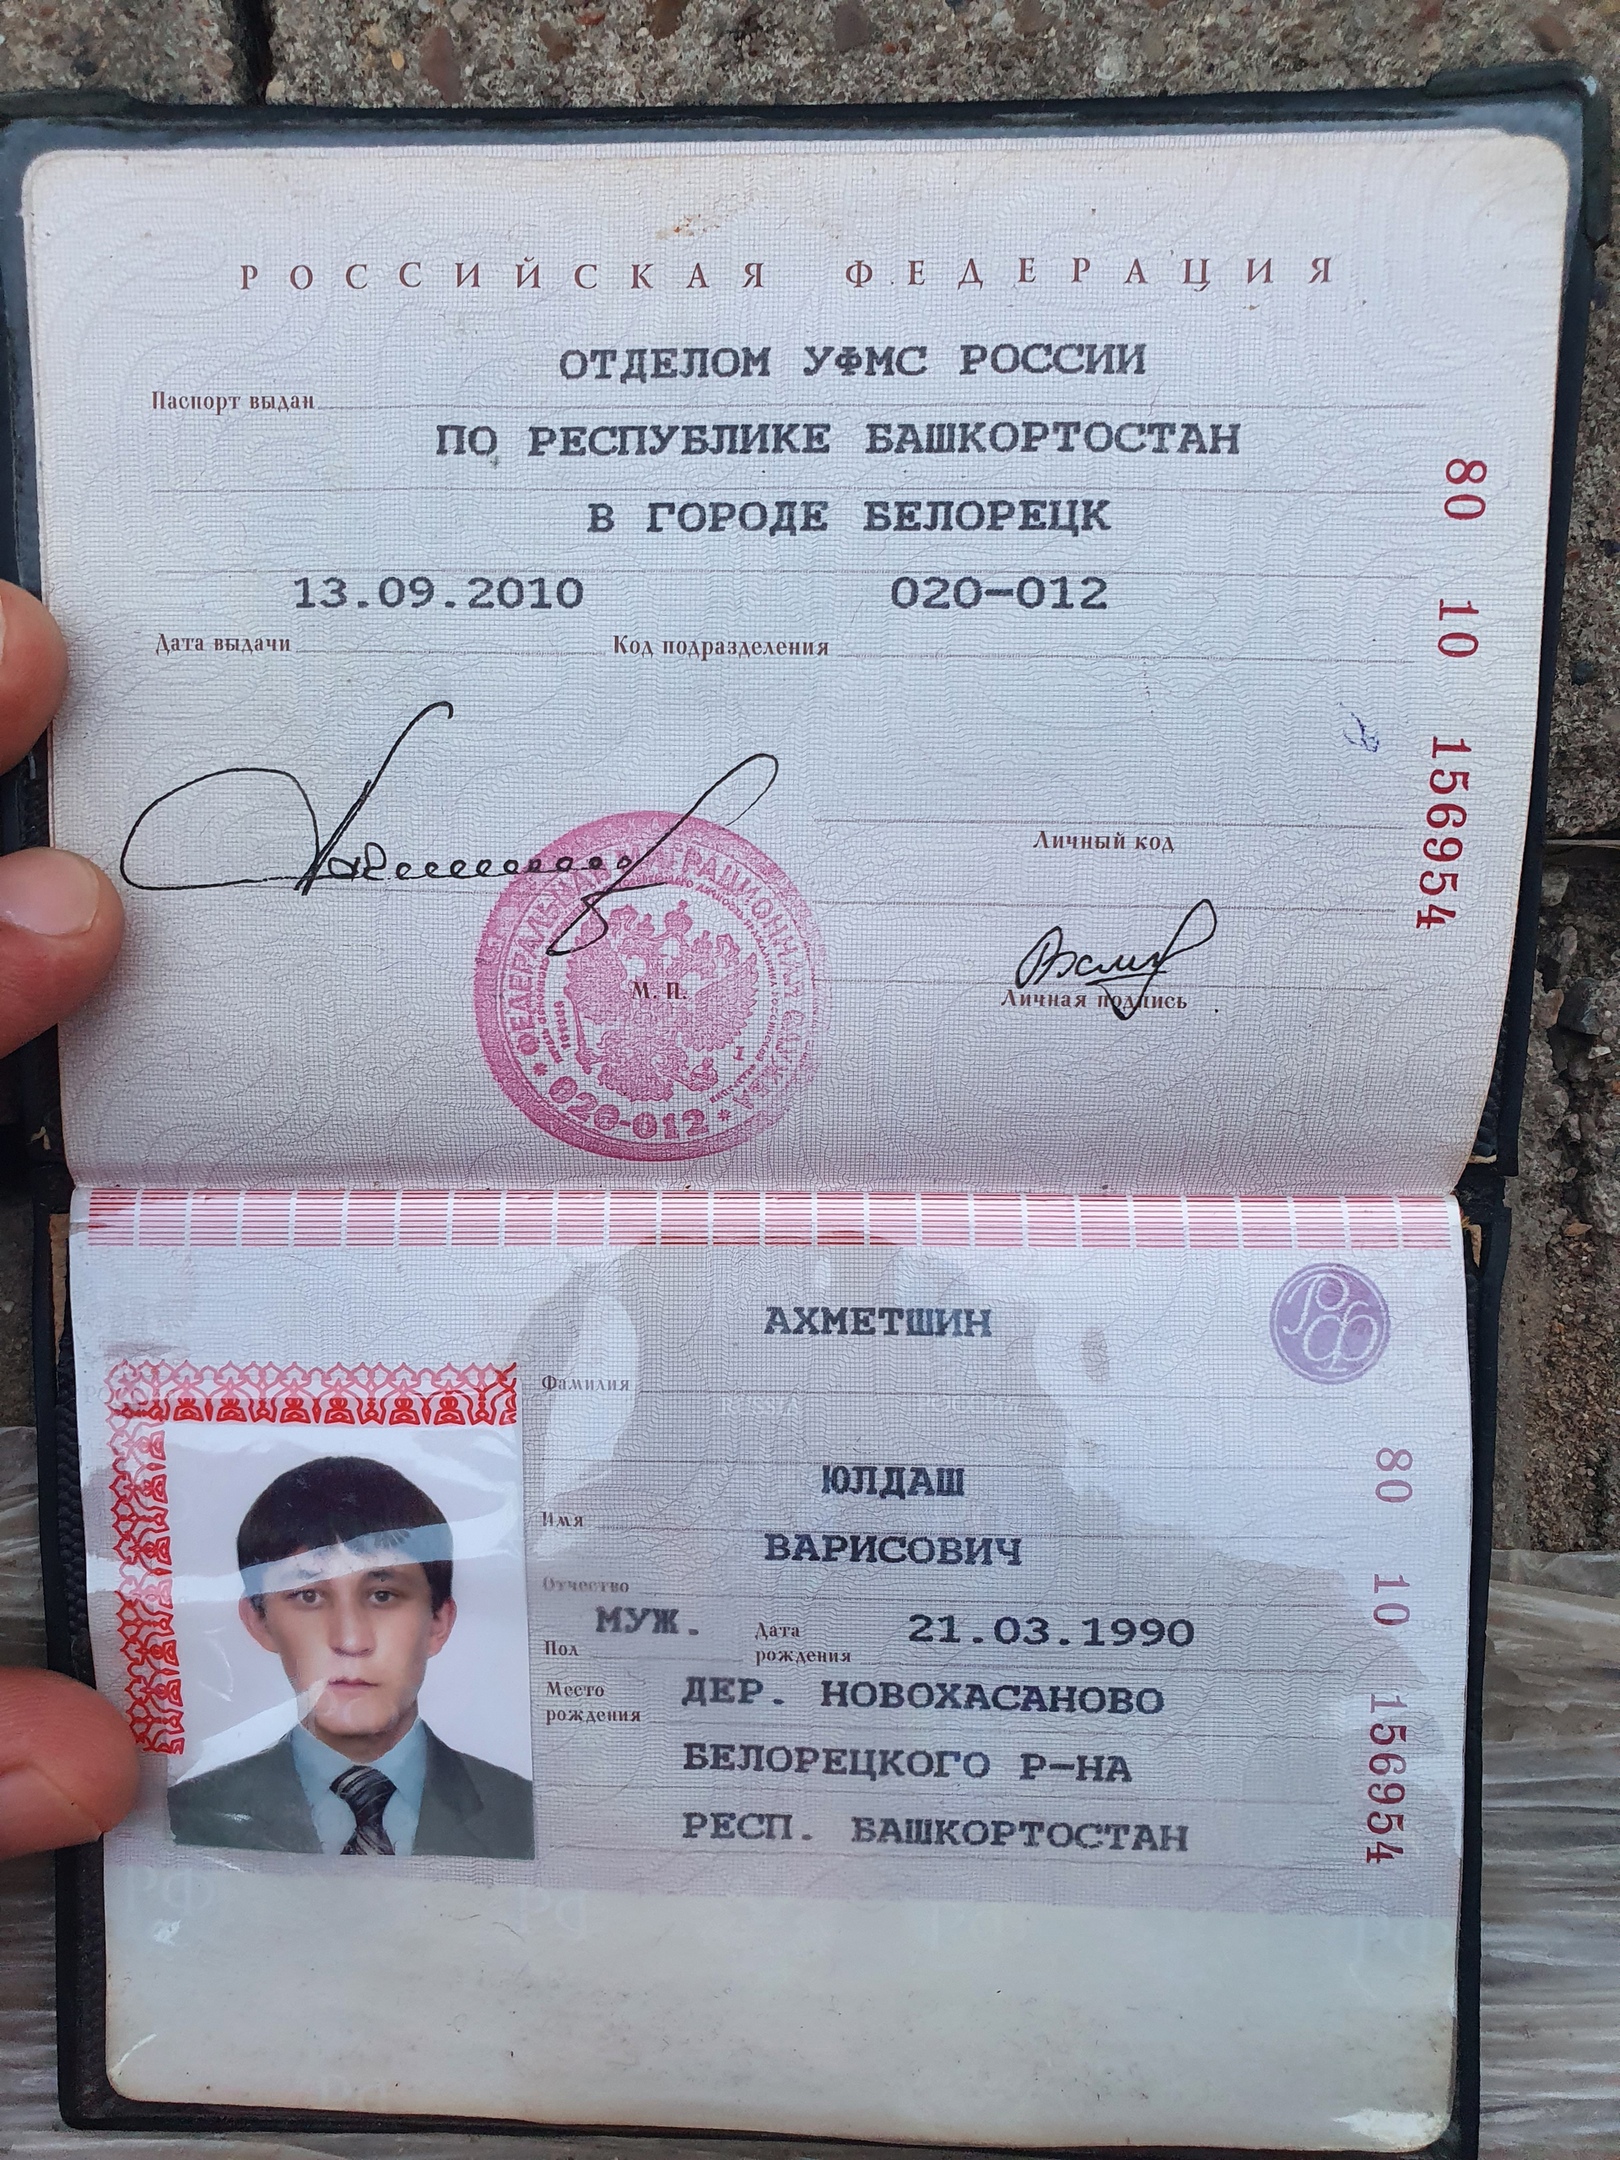 РОССИЙСКАЯ ФЕДЕРАЦИЯ
ОТДЕЛОМ УФМС РОССИИ
Паспорт выдан
ПО РЕСПУБЛИКЕ БАШКОРТОСТАН
В ГОРОДЕ БЕЛОРЕЦК
13.09.2010 020-012
Дата выдачи Код подразделения
80 10 156954
Личный код
ФЕДЕРАЛЬНАЯ МИГРАЦИОННАЯ СЛУЖБА
М. П.
020-012
Личная подпись
АХМЕТШИН
Фамилия
ЮЛДАШ
Имя
ВАРИСОВИЧ
Отчество
МУЖ. 21.03.1990
Пол Дата рождения
Место рождения
ДЕР. НОВОХАСАНОВО
БЕЛОРЕЦКОГО Р-НА
РЕСП. БАШКОРТОСТАН
80 10 156954